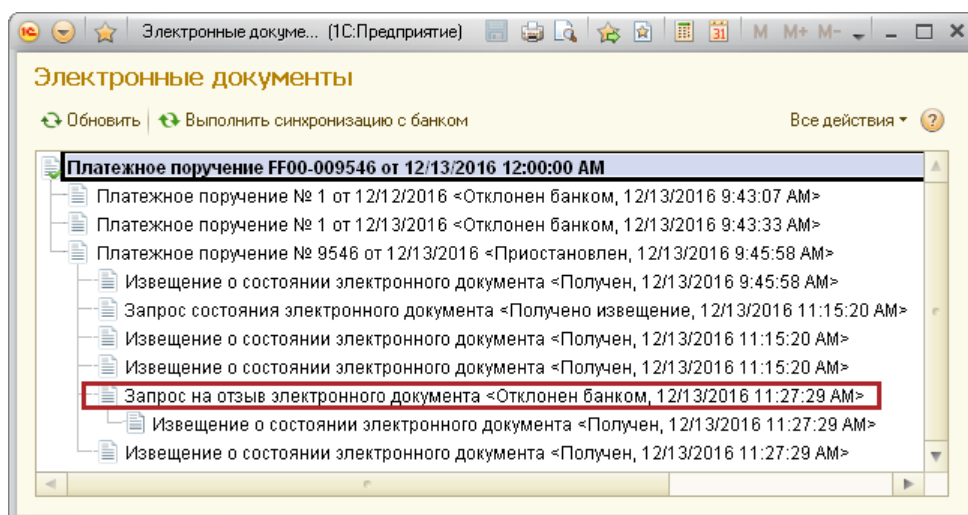 Электронные докуме... (1С:Предприятие)
31 M M+ M-
Электронные документы
Обновить Выполнить синхронизацию с банком Все действия ?
Платежное поручение FF00-009546 от 12/13/2016 12:00:00 AM
Платежное поручение № 1 от 12/12/2016 <Отклонен банком, 12/13/2016 9:43:07 AM>
Платежное поручение № 1 от 12/13/2016 <Отклонен банком, 12/13/2016 9:43:33 AM>
Платежное поручение № 9546 от 12/13/2016 <Приостановлен, 12/13/2016 9:45:58 AM>
Извещение о состоянии электронного документа <Получен, 12/13/2016 9:45:58 AM>
Запрос состояния электронного документа <Получено извещение, 12/13/2016 11:15:20 AM>
Извещение о состоянии электронного документа <Получен, 12/13/2016 11:15:20 AM>
Извещение о состоянии электронного документа <Получен, 12/13/2016 11:15:20 AM>
Запрос на отзыв электронного документа <Отклонен банком, 12/13/2016 11:27:29 AM>
Извещение о состоянии электронного документа <Получен, 12/13/2016 11:27:29 AM>
Извещение о состоянии электронного документа <Получен, 12/13/2016 11:27:29 AM>